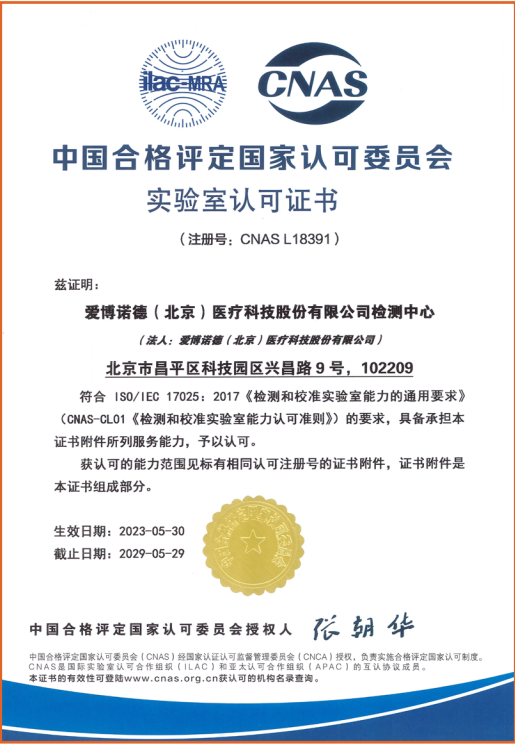 ilac-MRA
CNAS
中国合格评定国家认可委员会
实验室认可证书
（注册号：CNAS L18391）
兹证明：
爱博诺德（北京）医疗科技股份有限公司检测中心
（法人：爱博诺德（北京）医疗科技股份有限公司）
北京市昌平区科技园区兴昌路 9 号，102209
符合 ISO/IEC 17025：2017《检测和校准实验室能力的通用要求》
（CNAS-CL01《检测和校准实验室能力认可准则》）的要求，具备承担本
证书附件所列服务能力，予以认可。
获认可的能力范围见标有相同认可注册号的证书附件，证书附件是
本证书组成部分。
生效日期：2023-05-30
截止日期：2029-05-29
中国合格评定国家认可委员会授权人 张朝华
中国合格评定国家认可委员会（CNAS）经国家认证认可监督管理委员会（CNCA）授权，负责实施合格评定国家认可制度。
CNAS是国际实验室认可合作组织（ILAC）和亚太认可合作组织（APAC）的互认协议成员。
本证书的有效性可登陆www.cnas.org.cn获认可的机构名录查询。